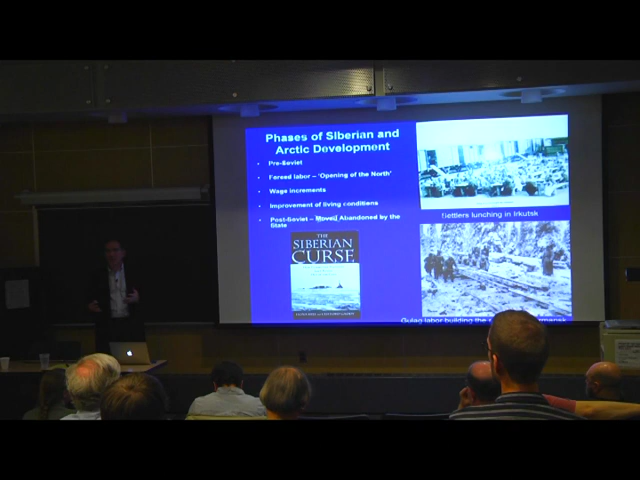 Phases of Siberian and
Arctic Development
• Pre-Soviet
• Forced labor – 'Opening of the North'
• Wage increments
• Improvement of living conditions
• Post-Soviet – Moved Abandoned by the
State
THE
SIBERIAN
CURSE
Settlers lunching in Irkutsk
Gulag labor building the